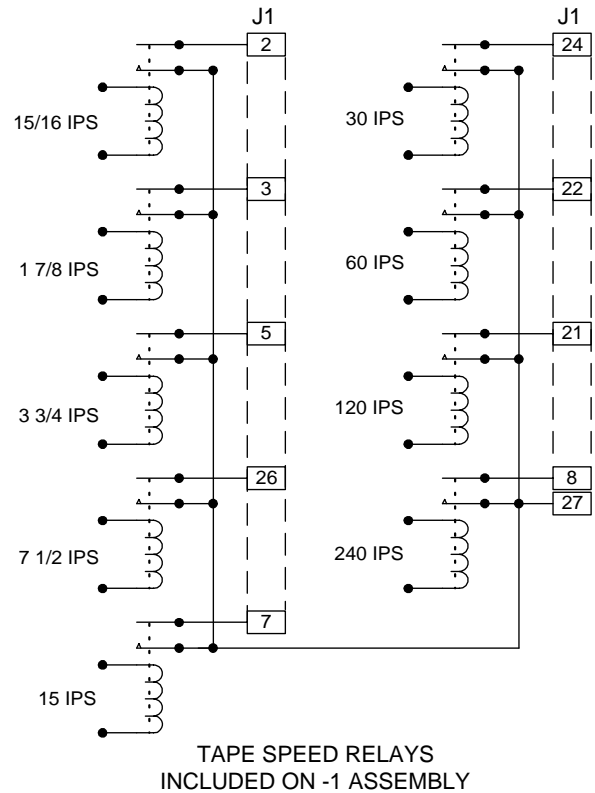 J1
2
15/16 IPS
3
1 7/8 IPS
5
3 3/4 IPS
26
7 1/2 IPS
7
15 IPS
J1
24
30 IPS
22
60 IPS
21
120 IPS
8
27
240 IPS
TAPE SPEED RELAYS
INCLUDED ON -1 ASSEMBLY